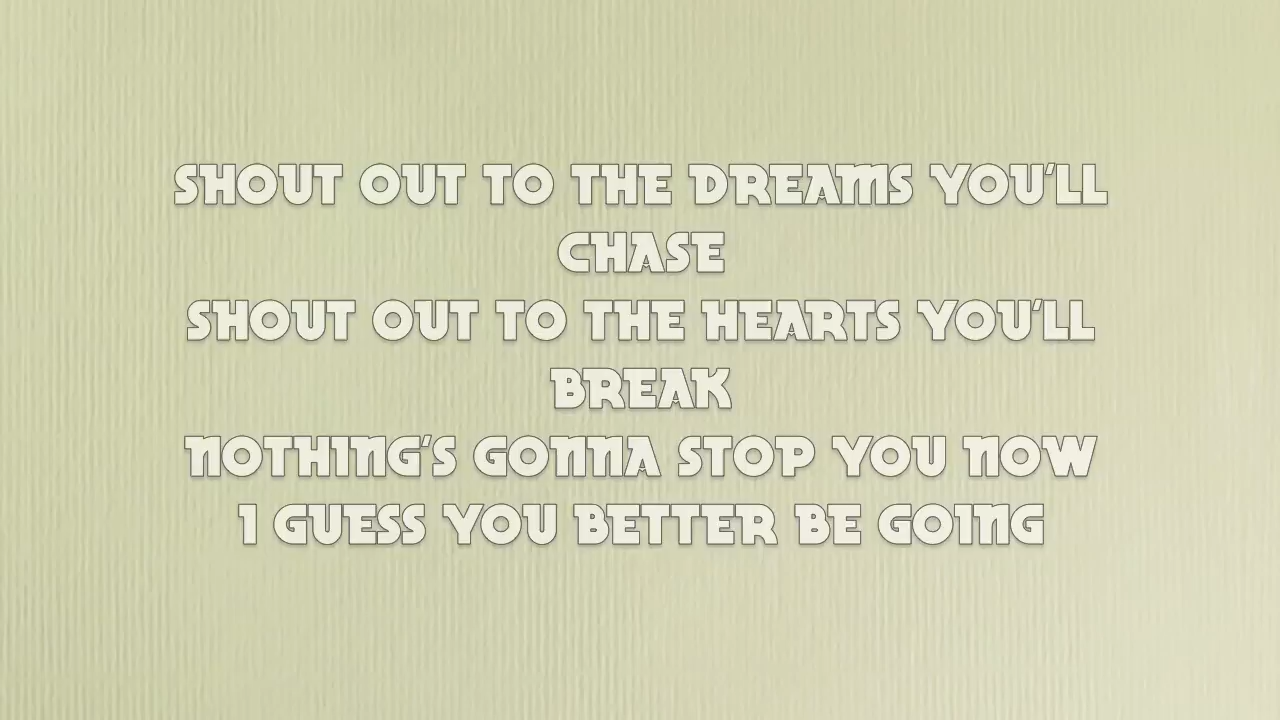 SHOUT OUT TO THE DREAMS YOU'LL
CHASE
SHOUT OUT TO THE HEARTS YOU'LL
BREAK
NOTHING'S GONNA STOP YOU NOW
I GUESS YOU BETTER BE GOING